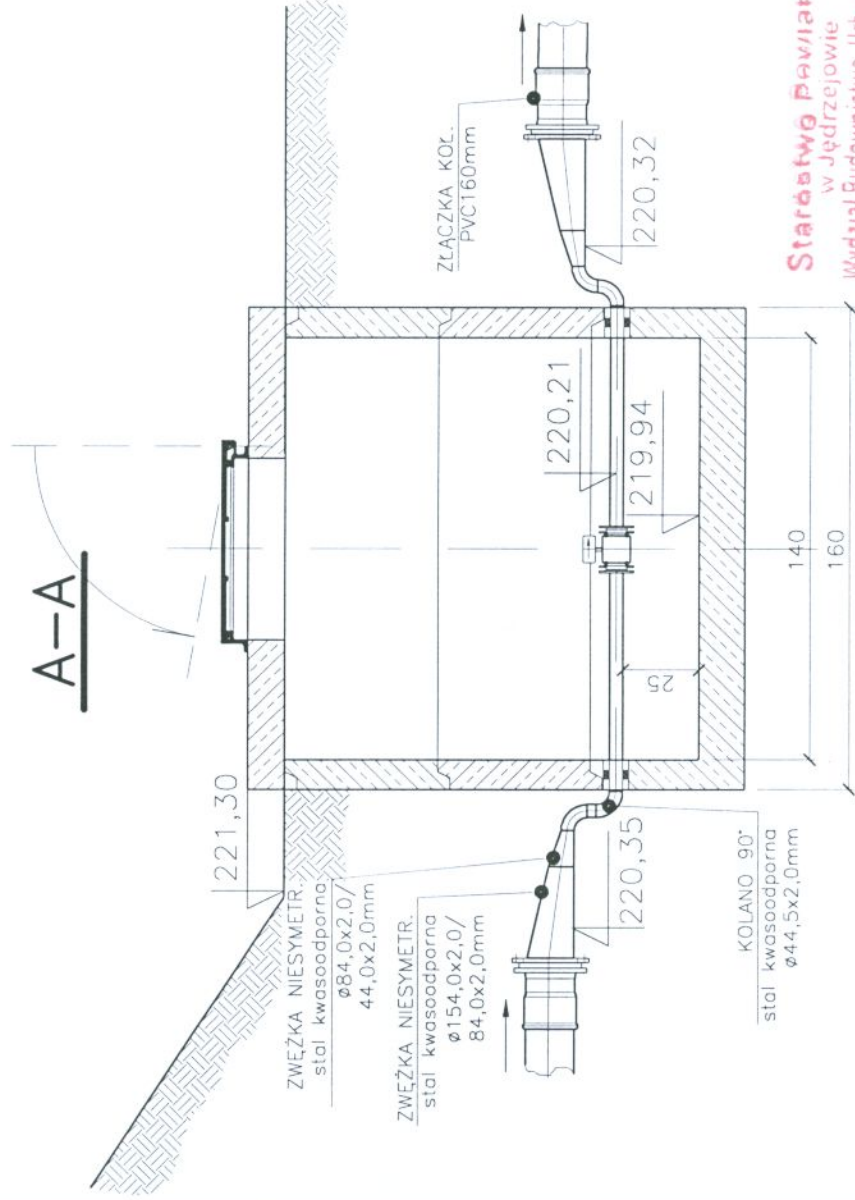 A-A
221,30
ZWĘŻKA NIESYMETR.
stal kwasoodporna
ø84,0x2,0/
44,0x2,0mm
ZWĘŻKA NIESYMETR.
stal kwasoodporna
ø154,0x2,0/
84,0x2,0mm
220,35
KOLANO 90°
stal kwasoodporna
ø44,5x2,0mm
25
220,21
219,94
140
160
ZŁĄCZKA KOŁ.
PVC160mm
220,32
Starostwo
w Jędrzejowie
Wydział